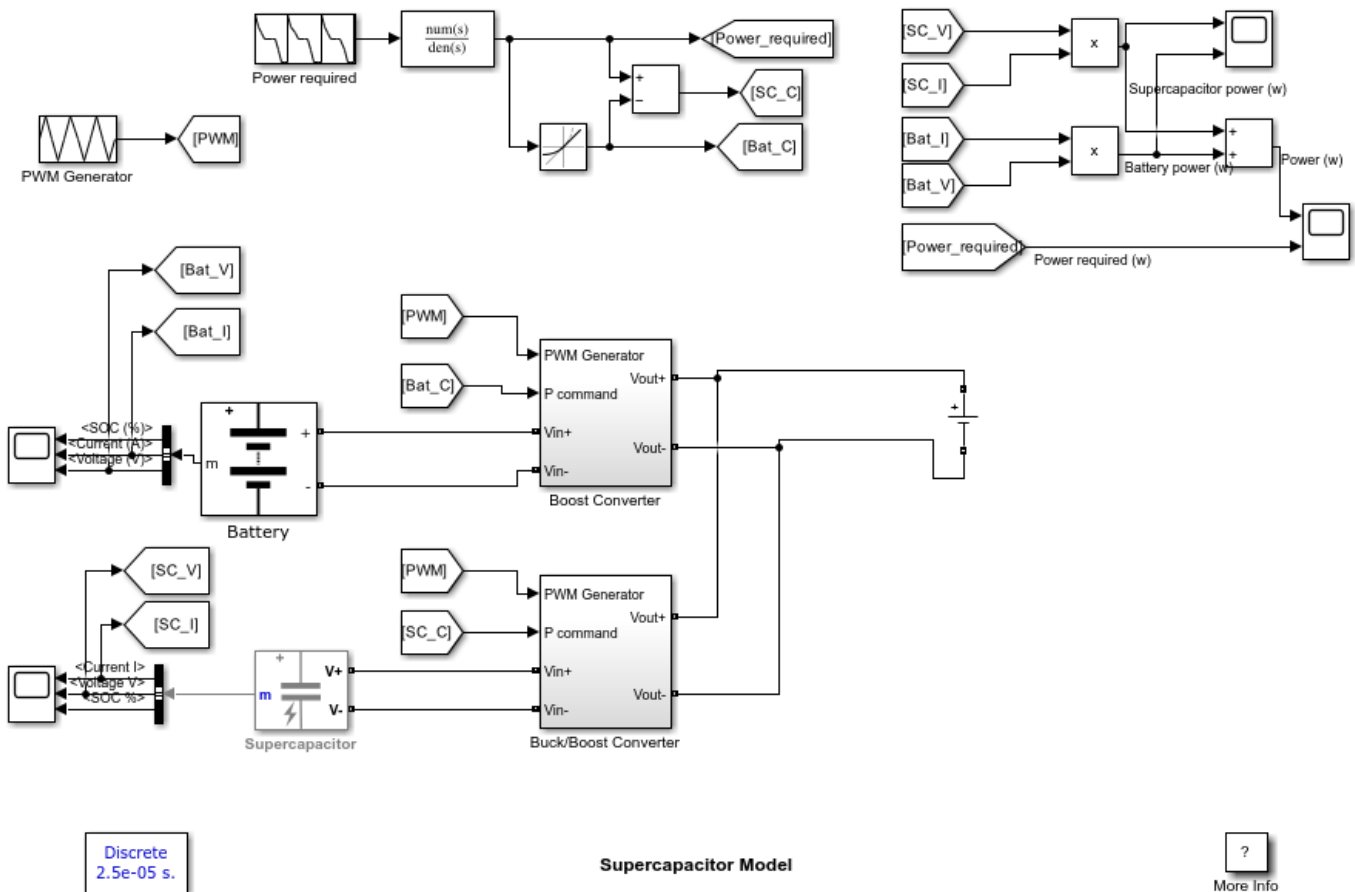 Power required
num(s)
den(s)
[Power_required]
+
−
[SC_C]
[Bat_C]
PWM Generator
[PWM]
[SC_V]
[SC_I]
x
Supercapacitor power (w)
[Bat_I]
[Bat_V]
x
Battery power (w)
+
+
Power (w)
[Power_required]
Power required (w)
[Bat_V]
[Bat_I]
<SOC (%)>
<Current (A)>
<Voltage (V)>
m
+
+
-
Battery
[PWM]
[Bat_C]
PWM Generator
P command
Vin+
Vin-
Vout+
Vout-
Boost Converter
+
[SC_V]
[SC_I]
<Current I>
<Voltage V>
<SOC %>
+
m
V+
V-
Supercapacitor
[PWM]
[SC_C]
PWM Generator
P command
Vin+
Vin-
Vout+
Vout-
Buck/Boost Converter
Discrete
2.5e-05 s.
Supercapacitor Model
?
More Info